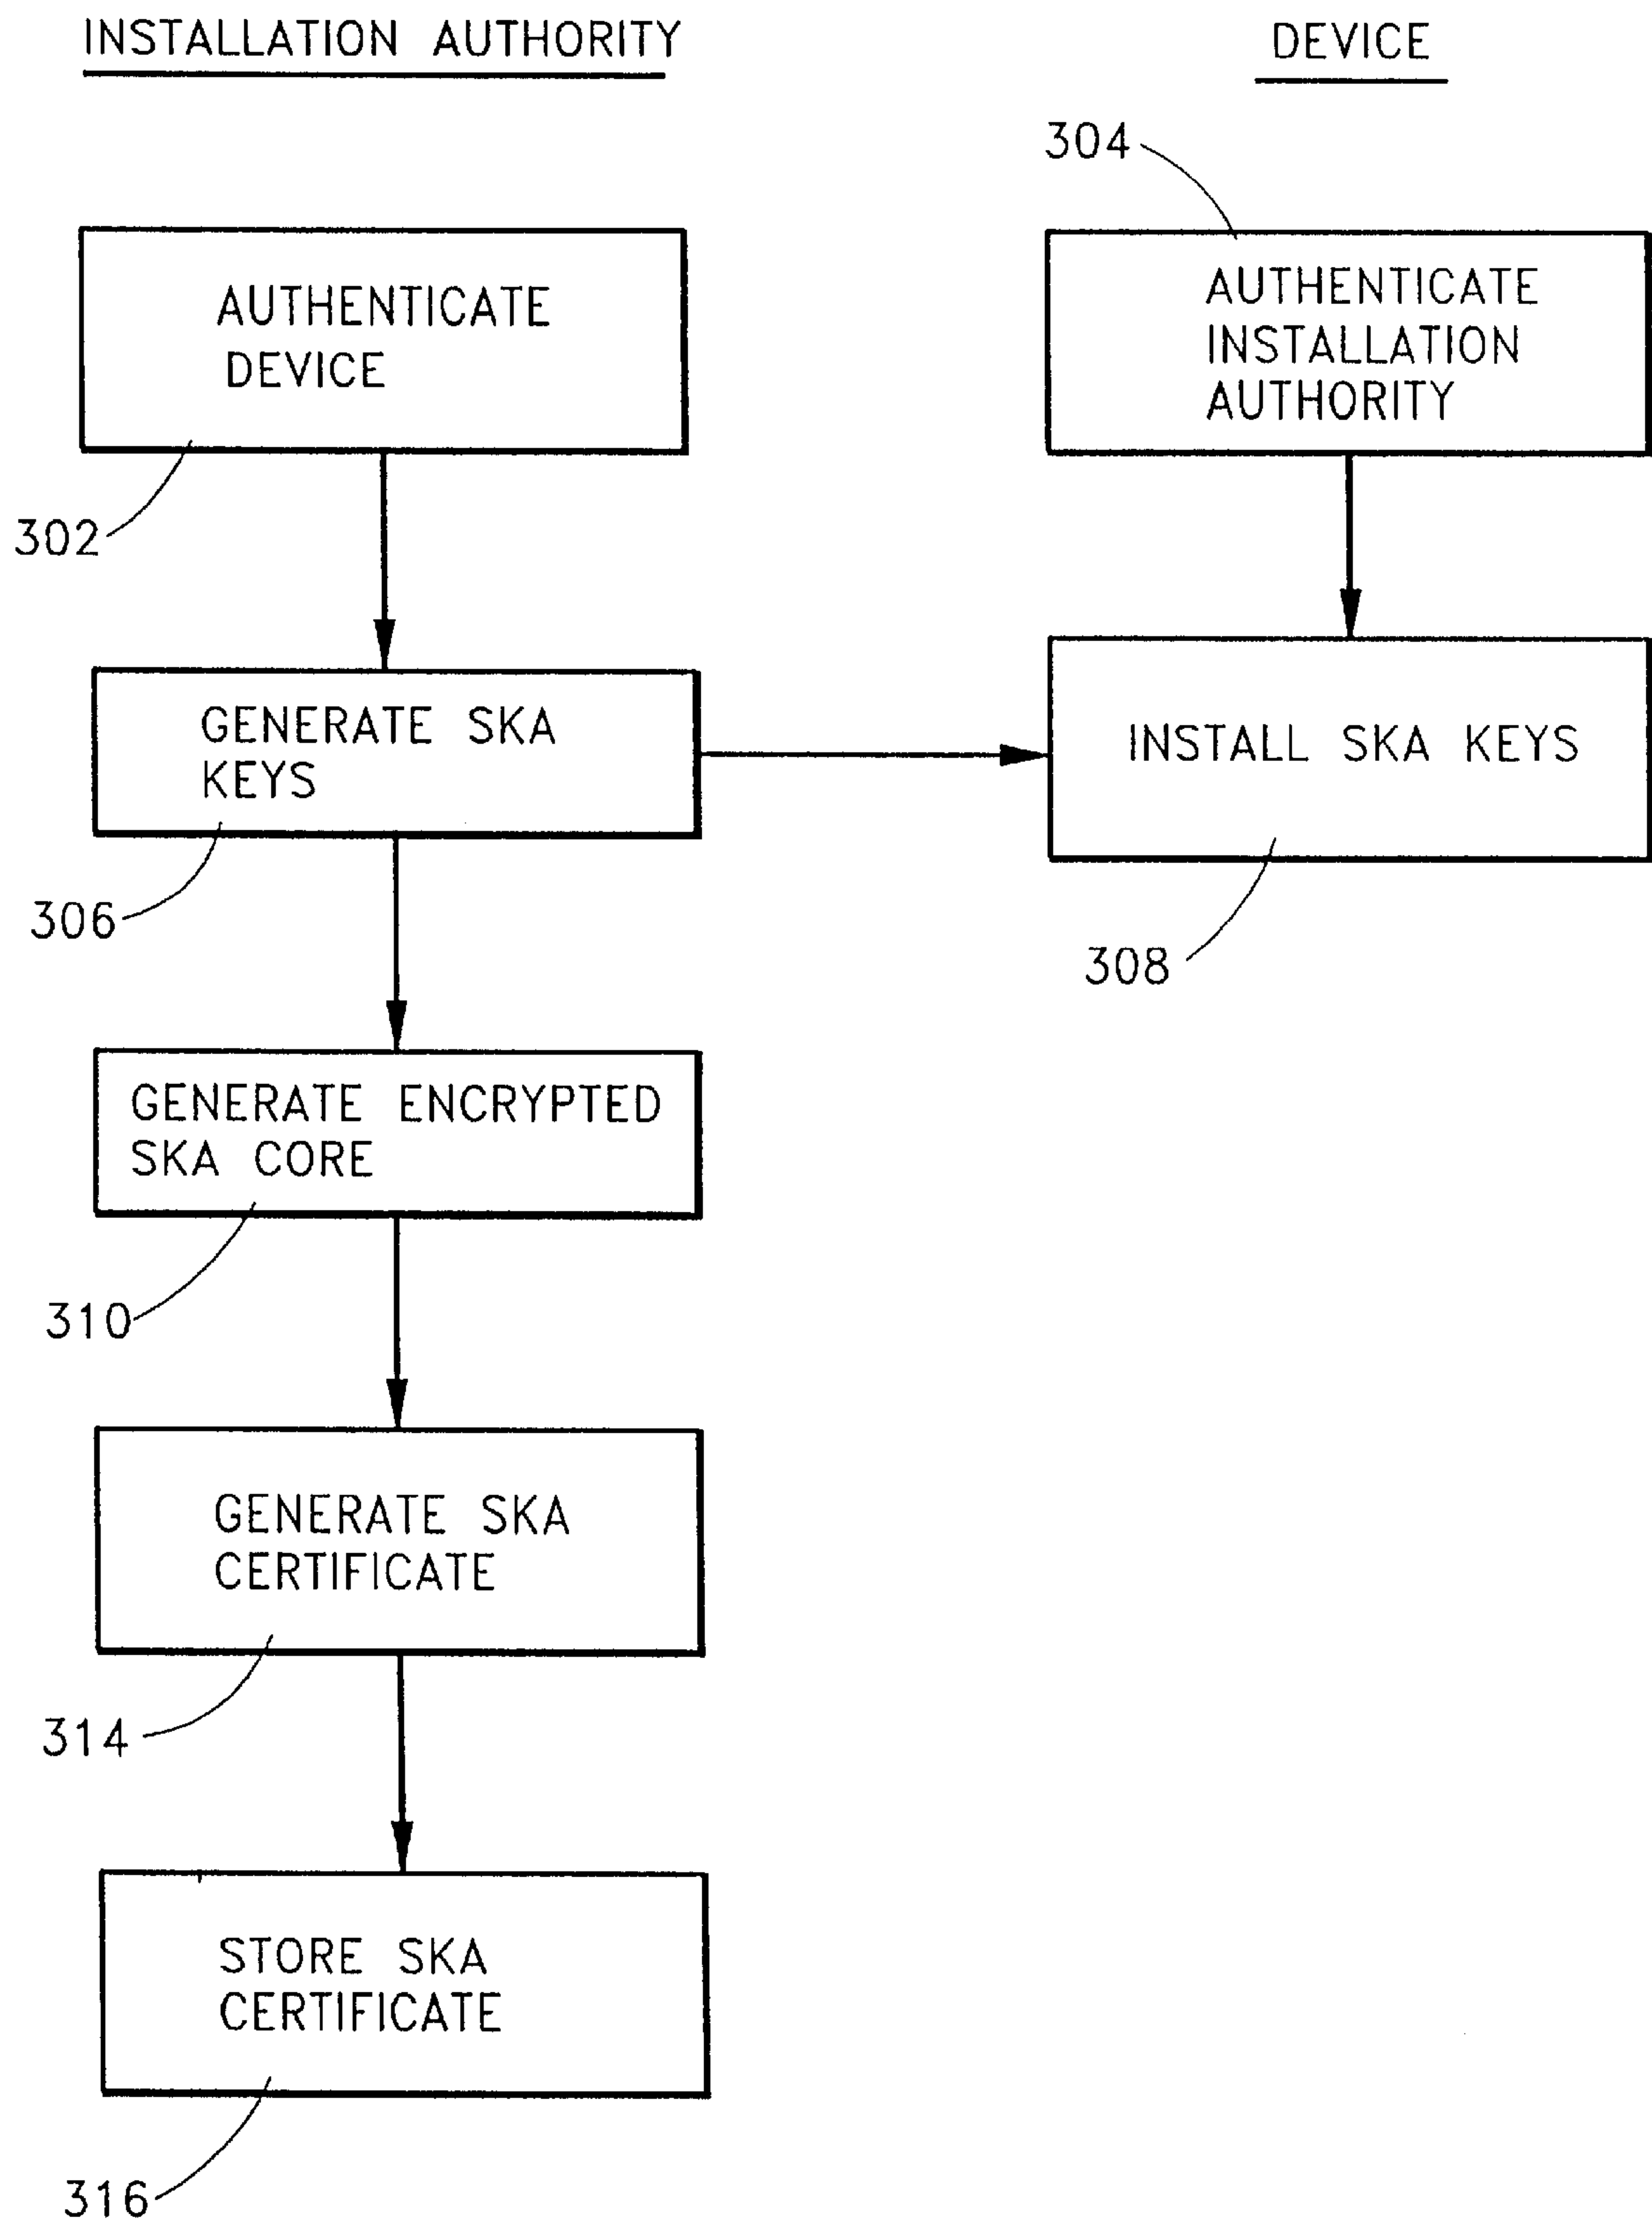 INSTALLATION AUTHORITY
DEVICE
304
AUTHENTICATE
DEVICE
302
AUTHENTICATE
INSTALLATION
AUTHORITY
GENERATE SKA
KEYS
306
INSTALL SKA KEYS
308
GENERATE ENCRYPTED
SKA CORE
310
GENERATE SKA
CERTIFICATE
314
STORE SKA
CERTIFICATE
316